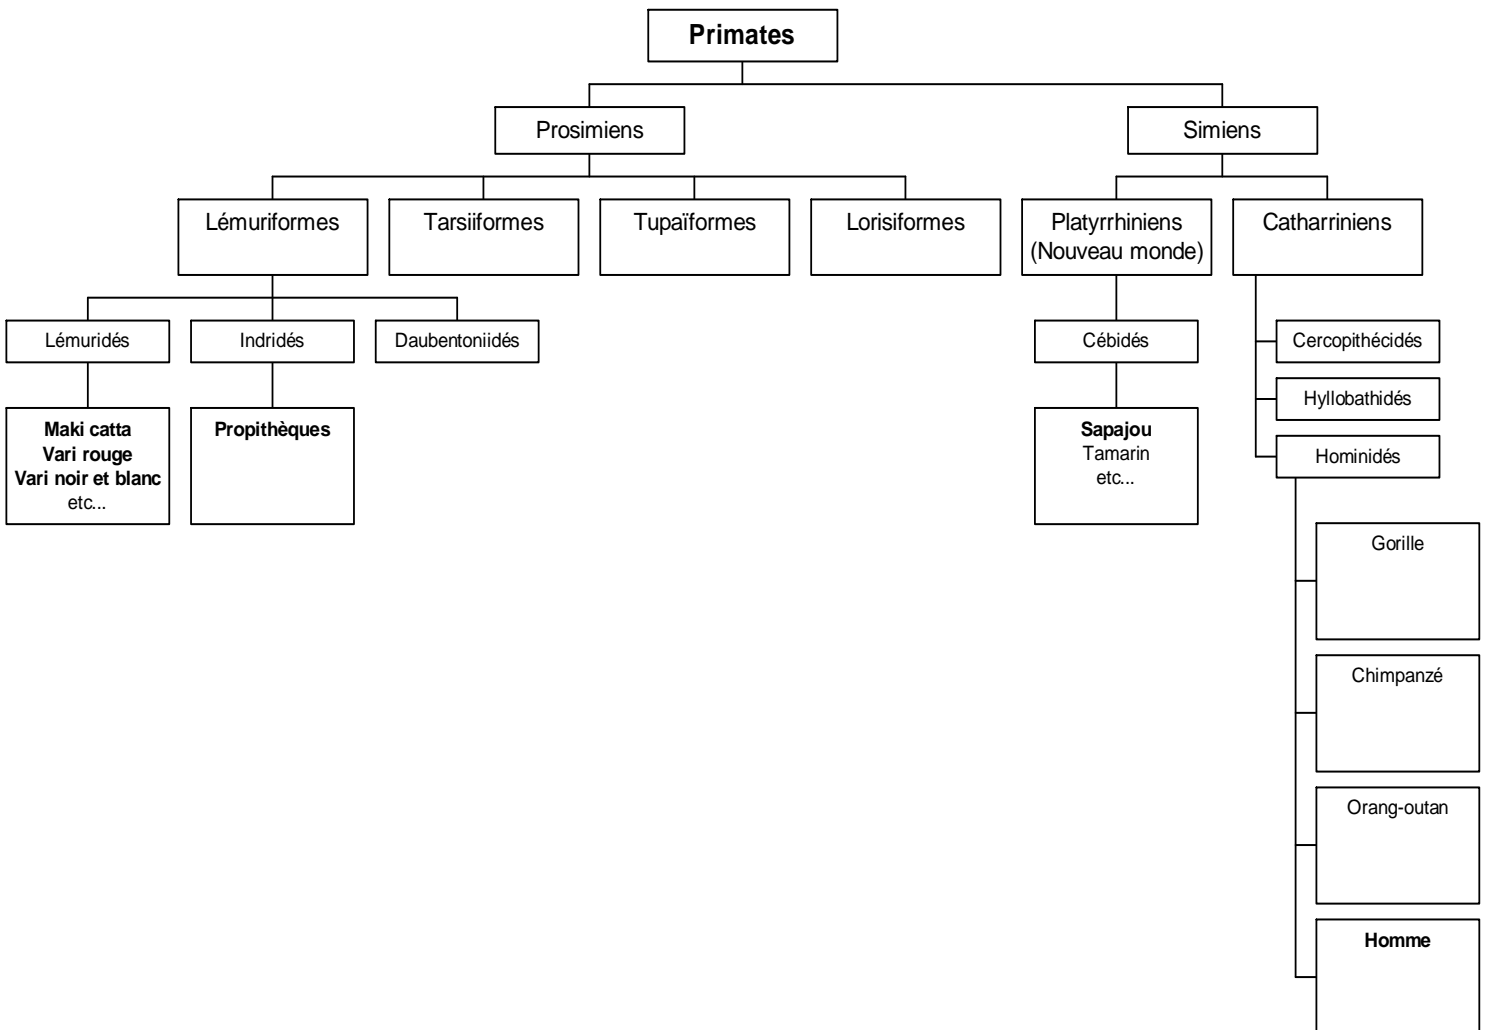 Primates
Prosimiens
Simiens
Lémuriformes
Tarsiiformes
Tupaïformes
Lorisiformes
Platyrrhiniens
(Nouveau monde)
Catharriniens
Lémuridés
Indridés
Daubentoniidés
Cébidés
Cercopithécidés
Hyllobathidés
Hominidés
Maki catta
Vari rouge
Vari noir et blanc
etc...
Propithèques
Sapajou
Tamarin
etc...
Gorille
Chimpanzé
Orang-outan
Homme